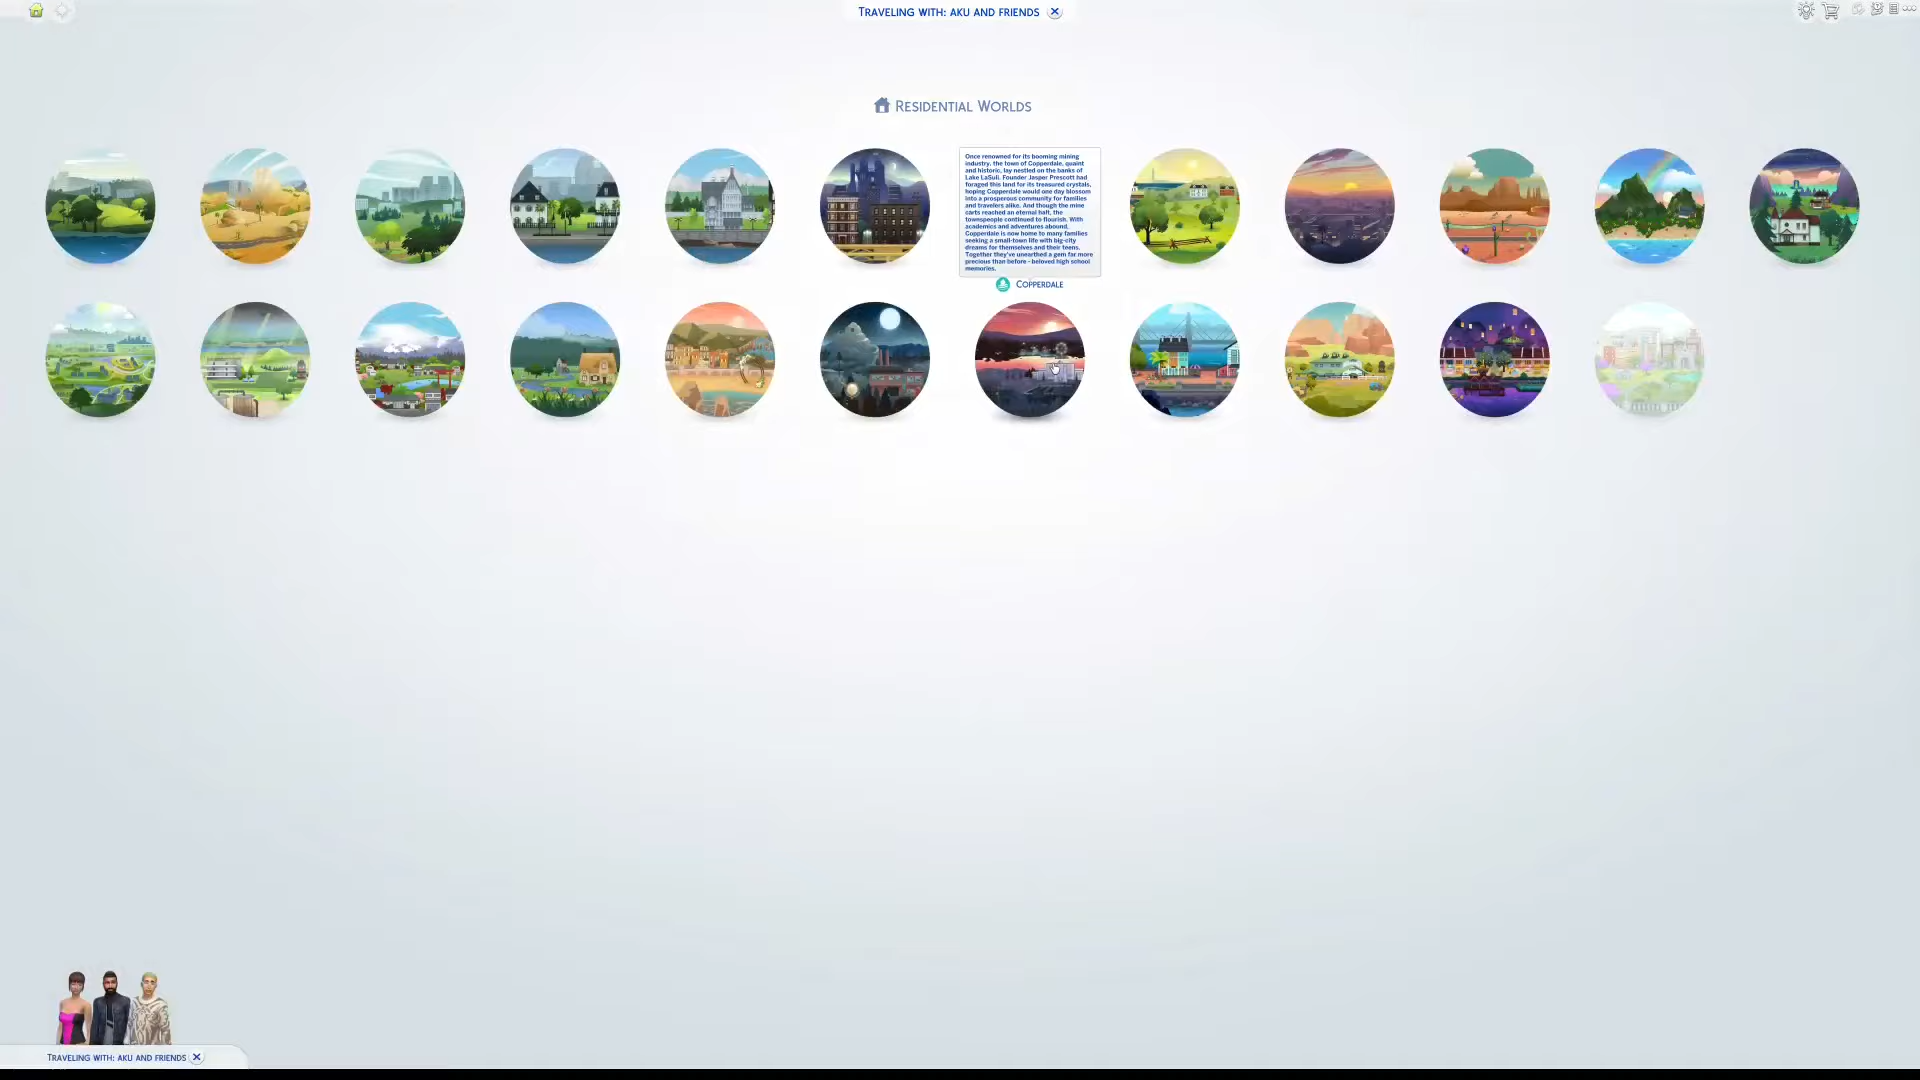 TRAVELING WITH: AKU AND FRIENDS
RESIDENTIAL WORLDS
Once renowned for its booming mining
industry, the town of Copperdale, quaint
and historic, lay nestled on the banks of
Lake LaSuli. Founder Jasper Prescott had
foraged this land for its treasured crystals,
hoping Copperdale would one day blossom
into a prosperous community for families
and travelers alike. And though the mine
carts reached an eternal halt, the
townspeople continued to flourish. With
academics and adventures abound,
Copperdale is now home to many families
seeking a small-town life with big-city
dreams for themselves and their teens.
Together they've unearthed a gem far more
precious than before - beloved high school
memories.
COPPERDALE
TRAVELING WITH: AKU AND FRIENDS